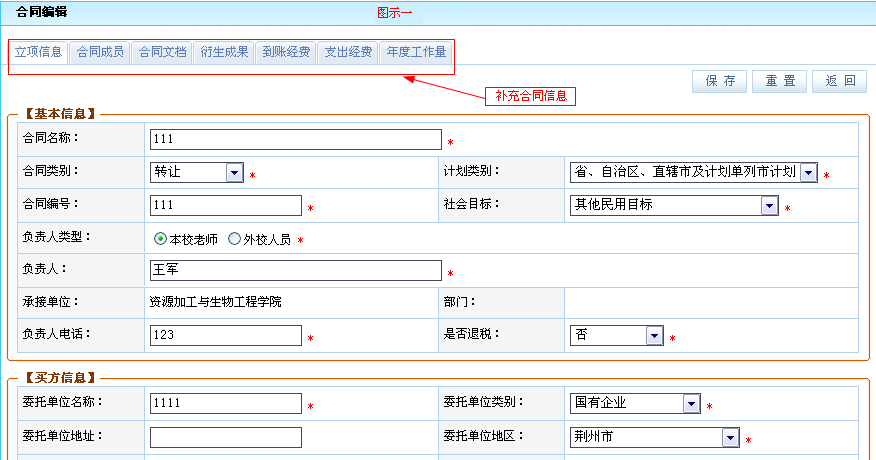 合同编辑 图示一
立项信息 合同成员 合同文档 衍生成果 到账经费 支出经费 年度工作量
保 存 重 置 返 回
补充合同信息
【基本信息】
合同名称： 111 *
合同类别： 转让 * 计划类别： 省、自治区、直辖市及计划单列市计划 *
合同编号： 111 * 社会目标： 其他民用目标 *
负责人类型： 本校老师 外校人员 *
负责人： 王军 *
承接单位： 资源加工与生物工程学院 部门：
负责人电话： 123 * 是否退税： 否 *
【买方信息】
委托单位名称： 1111 * 委托单位类别： 国有企业 *
委托单位地址： 委托单位地区： 荆州市 *